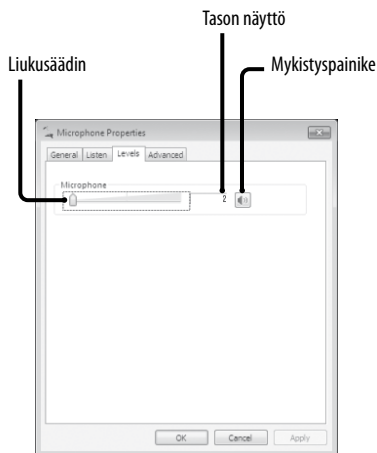 Tason näyttö
Liukusäädin
Mykistyspainike
Microphone Properties
General Listen Levels Advanced
Microphone
2
OK Cancel Apply